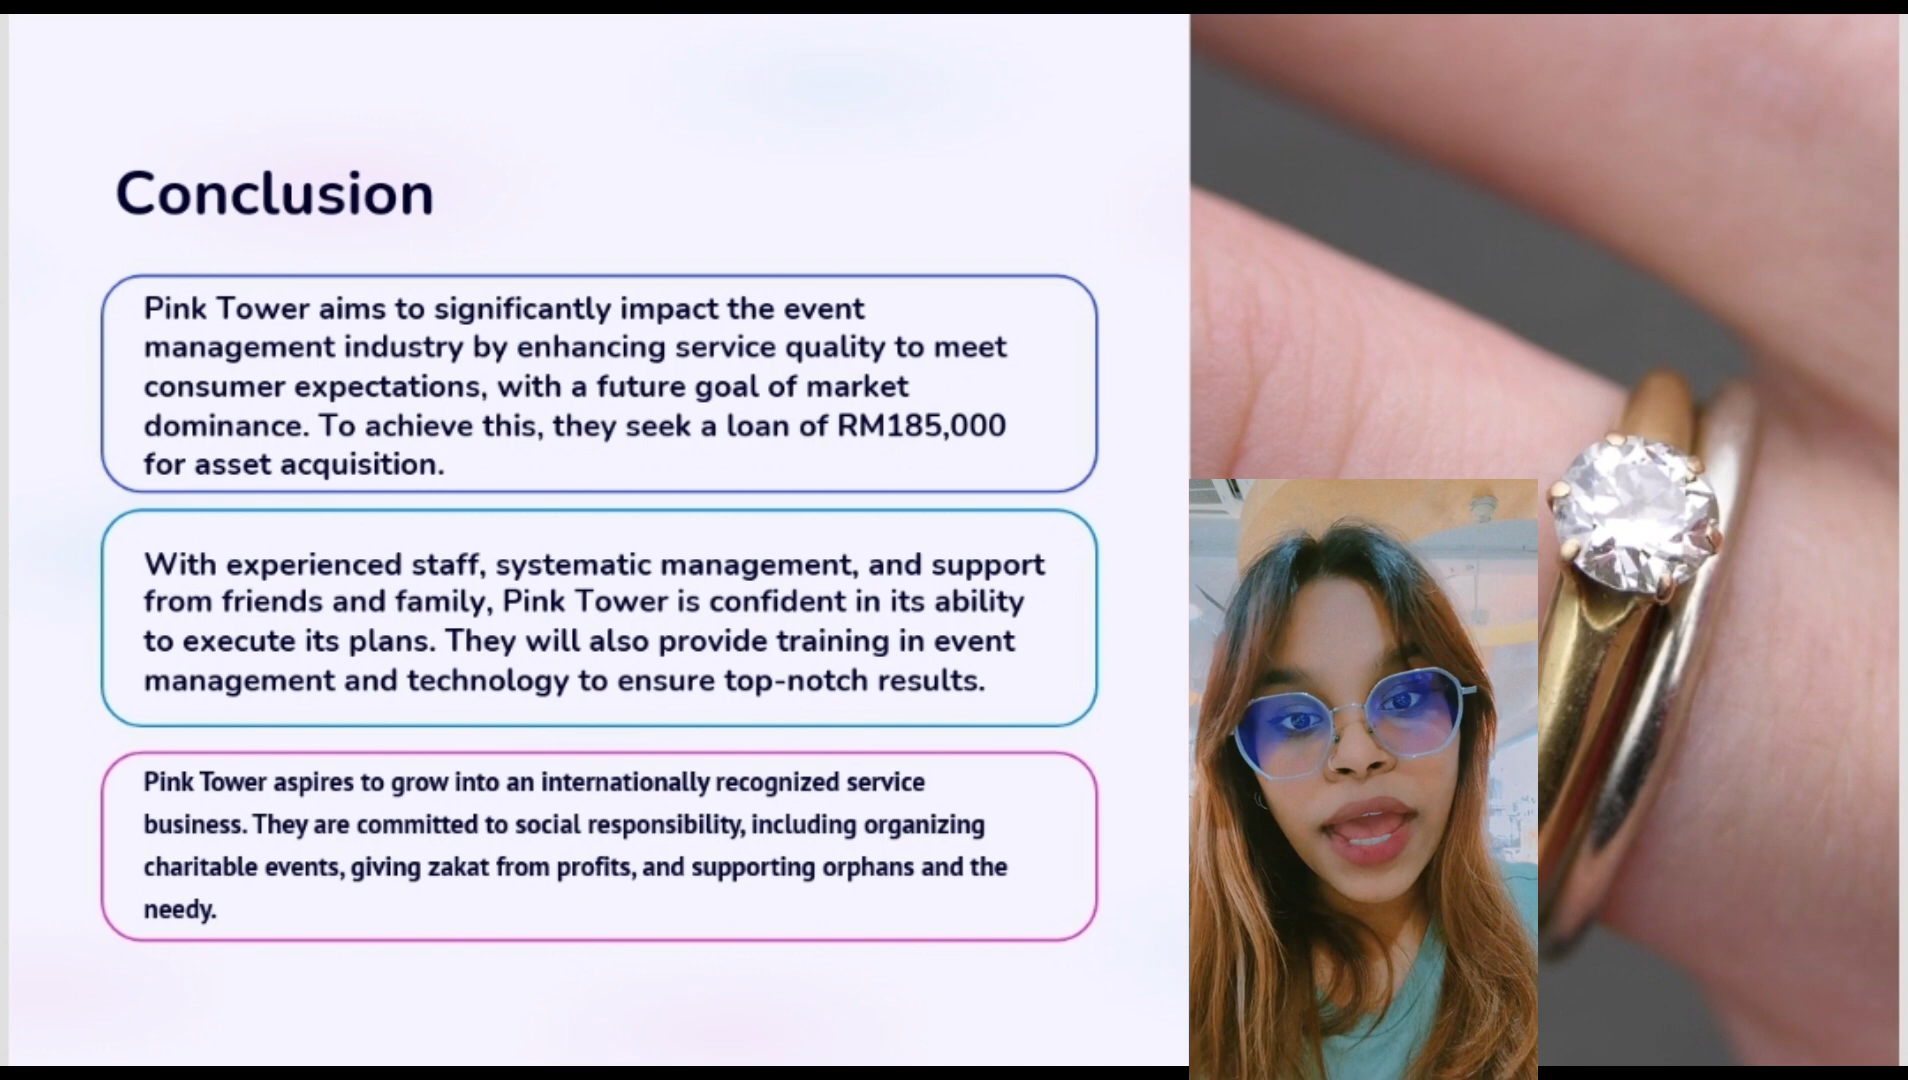 Conclusion
Pink Tower aims to significantly impact the event
management industry by enhancing service quality to meet
consumer expectations, with a future goal of market
dominance. To achieve this, they seek a loan of RM185,000
for asset acquisition.
With experienced staff, systematic management, and support
from friends and family, Pink Tower is confident in its ability
to execute its plans. They will also provide training in event
management and technology to ensure top-notch results.
Pink Tower aspires to grow into an internationally recognized service
business. They are committed to social responsibility, including organizing
charitable events, giving zakat from profits, and supporting orphans and the
needy.